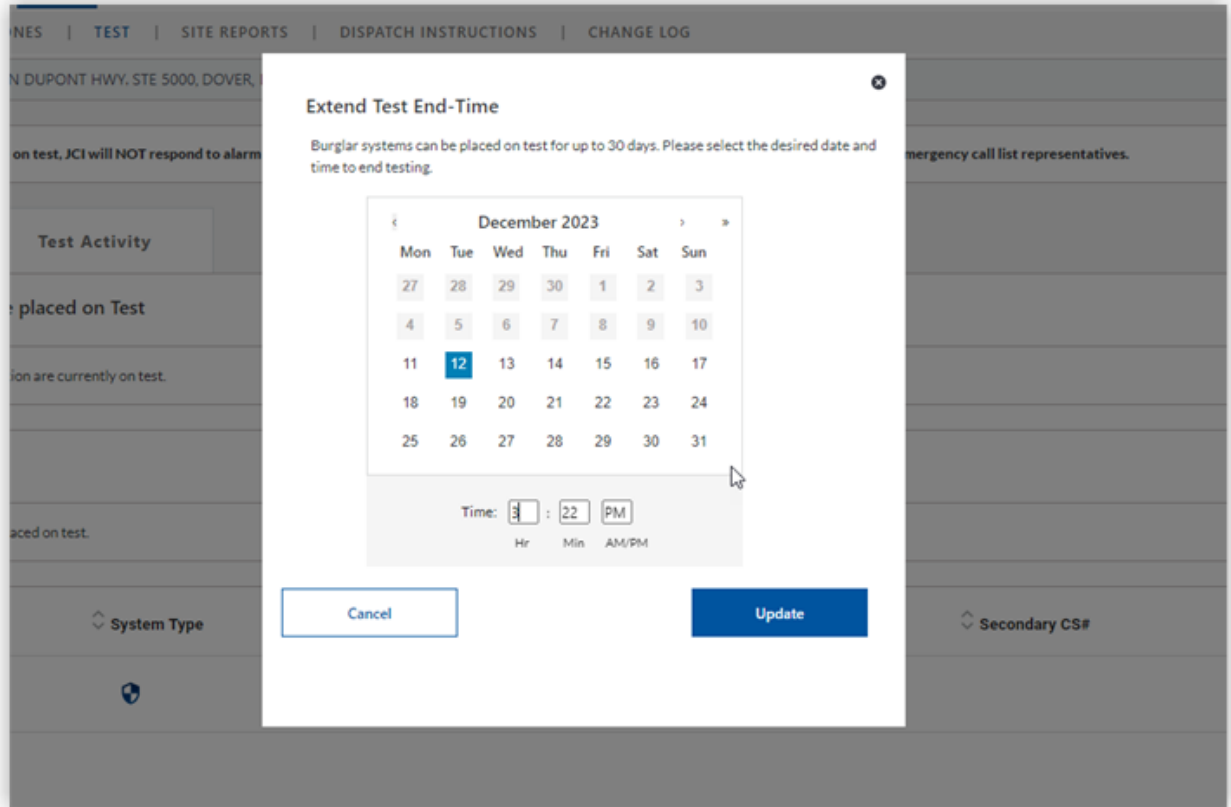 NES | TEST | SITE REPORTS | DISPATCH INSTRUCTIONS | CHANGE LOG
N DUPONT HWY. STE 5000, DOVER,
Extend Test End-Time
Burglar systems can be placed on test for up to 30 days. Please select the desired date and
time to end testing.
on test, JCI will NOT respond to alarm
mergency call list representatives.
‹ December 2023 › »
Mon Tue Wed Thu Fri Sat Sun
27 28 29 30 1 2 3
4 5 6 7 8 9 10
11 12 13 14 15 16 17
18 19 20 21 22 23 24
25 26 27 28 29 30 31
Time: 3 : 22 PM
Hr Min AM/PM
Cancel Update
Test Activity
placed on Test
ion are currently on test.
aced on test.
System Type
Secondary CS#